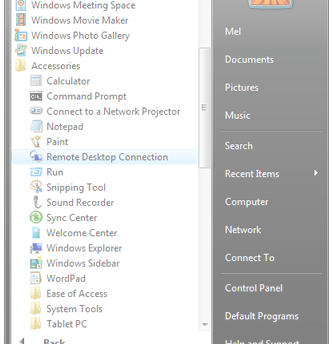 Windows Meeting Space
Windows Movie Maker
Windows Photo Gallery
Windows Update
Accessories
Calculator
Command Prompt
Connect to a Network Projector
Notepad
Paint
Remote Desktop Connection
Run
Snipping Tool
Sound Recorder
Sync Center
Welcome Center
Windows Explorer
Windows Sidebar
WordPad
Ease of Access
System Tools
Tablet PC
Back
Mel
Documents
Pictures
Music
Search
Recent Items
Computer
Network
Connect To
Control Panel
Default Programs
Help and Support